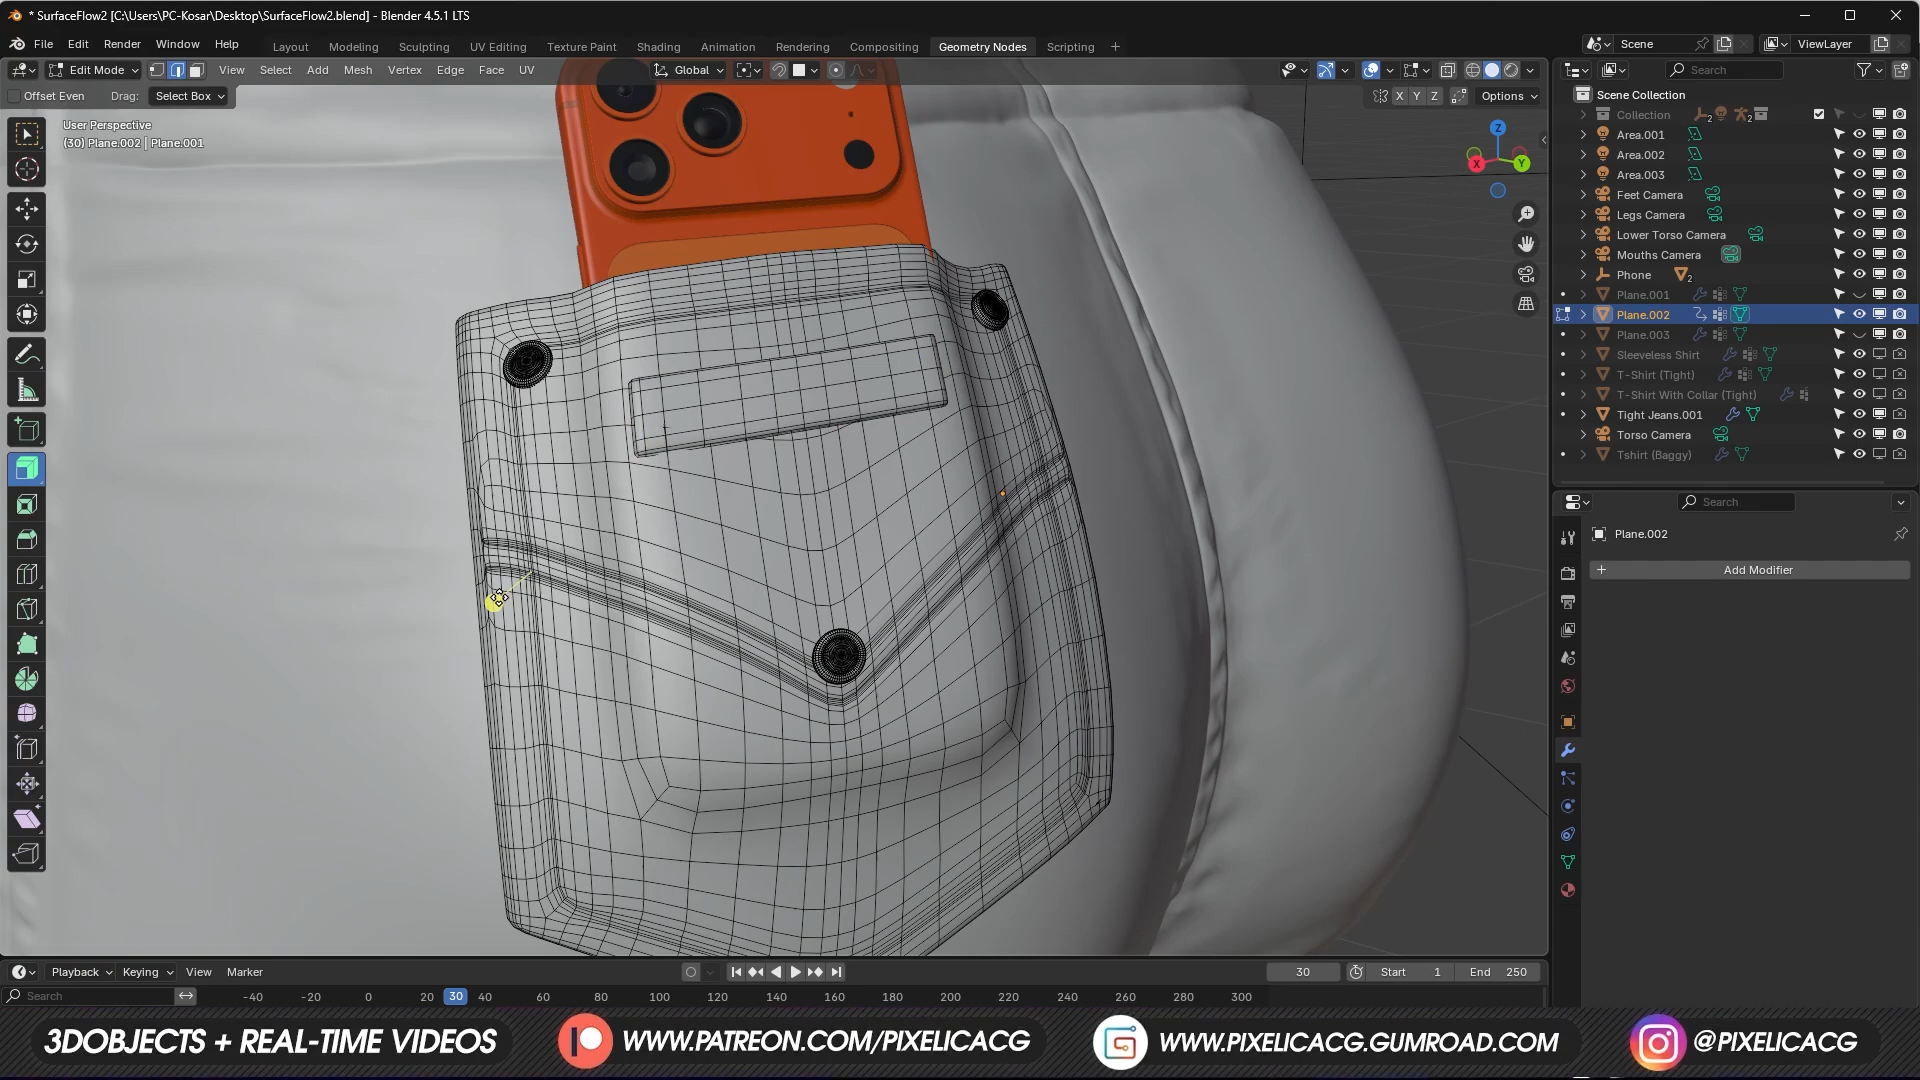 * SurfaceFlow2 [C:\Users\PC-Kosar\Desktop\SurfaceFlow2.blend] - Blender 4.5.1 LTS
File Edit Render Window Help
Layout Modeling Sculpting UV Editing Texture Paint Shading Animation Rendering Compositing Geometry Nodes Scripting +
Scene ViewLayer
Edit Mode View Select Add Mesh Vertex Edge Face UV Global
Search
Offset Even Drag: Select Box
X Y Z Options
User Perspective
(30) Plane.002 | Plane.001
Z
X
Y
Scene Collection
Collection 2 2
Area.001
Area.002
Area.003
Feet Camera
Legs Camera
Lower Torso Camera
Mouths Camera
Phone 2
Plane.001
Plane.002
Plane.003
Sleeveless Shirt
T-Shirt (Tight)
T-Shirt With Collar (Tight)
Tight Jeans.001
Torso Camera
Tshirt (Baggy)
Search
Plane.002
+ Add Modifier
Playback Keying View Marker
30 Start 1 End 250
Search
-40 -20 0 20 30 40 60 80 100 120 140 160 180 200 220 240 260 280 300
3DOBJECTS + REAL-TIME VIDEOS WWW.PATREON.COM/PIXELICACG WWW.PIXELICACG.GUMROAD.COM @PIXELICACG